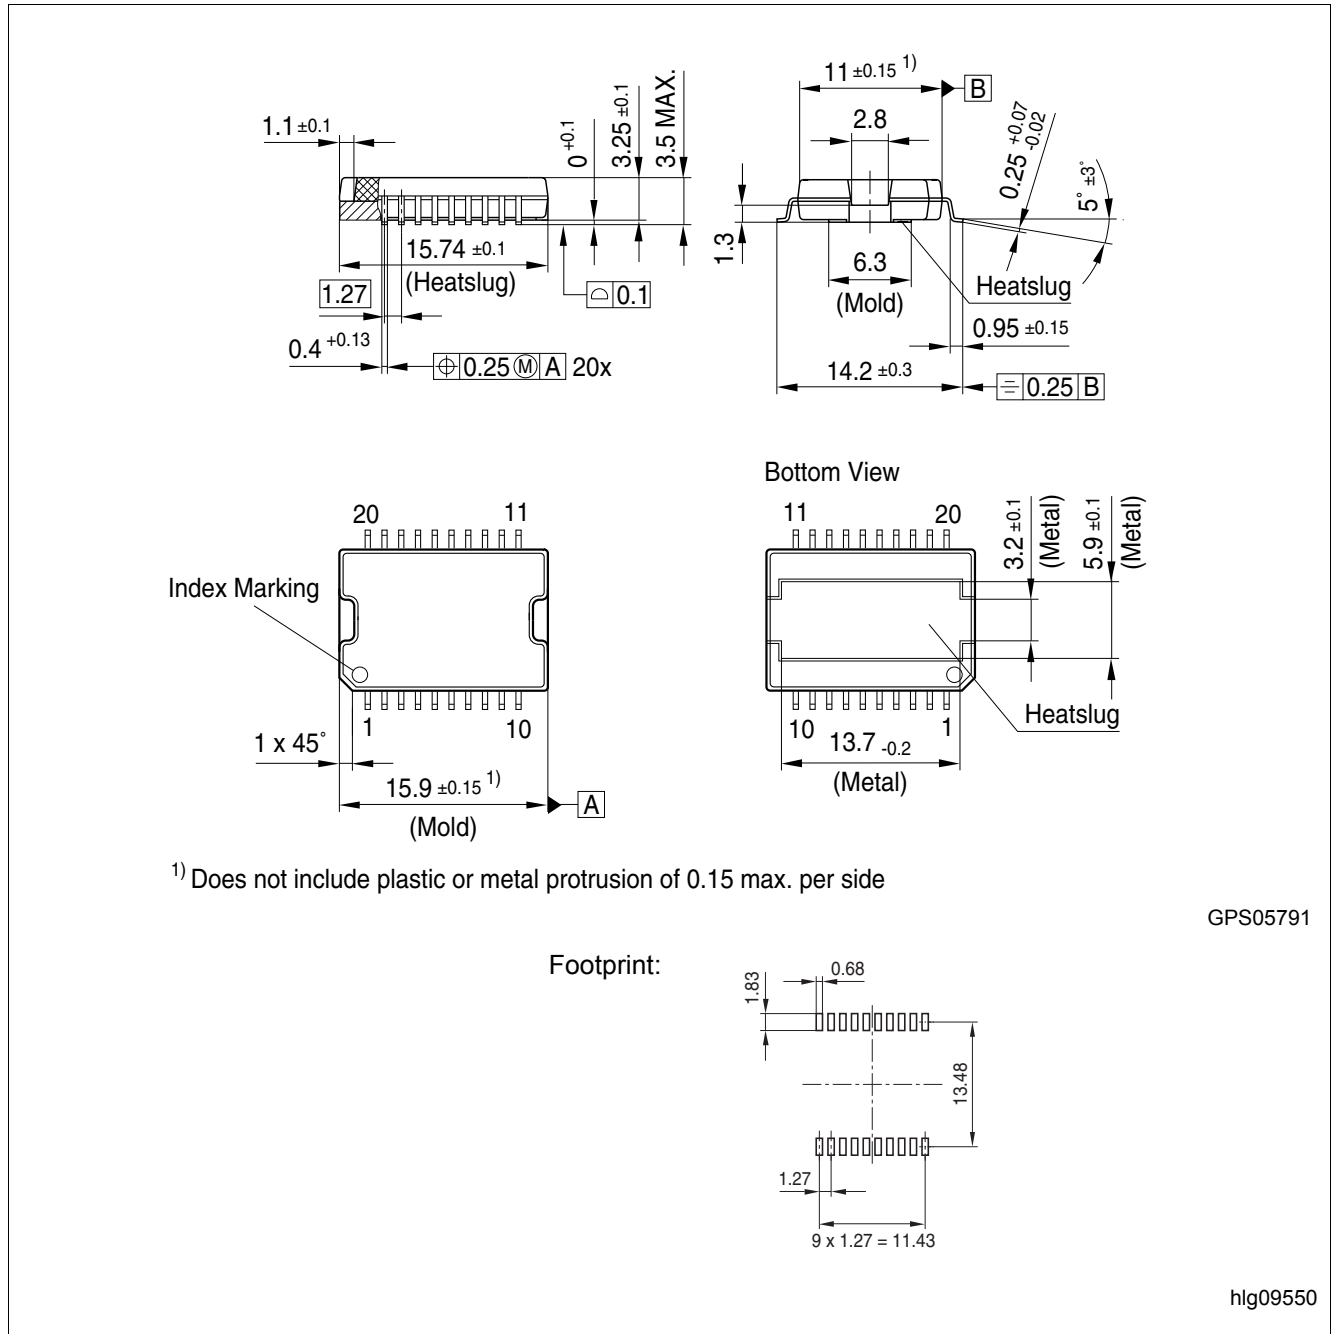 11 ±0.15 1)
B
1.1 ±0.1
0 +0.1
3.25 ±0.1
3.5 MAX.
2.8
0.25 +0.07 -0.02
5° ±3°
1.3
15.74 ±0.1
(Heatslug)
6.3
(Mold)
Heatslug
1.27
0.1
0.95 ±0.15
0.4 +0.13
0.25 Ⓜ A 20x
14.2 ±0.3
0.25 B
Bottom View
20
11
11
20
3.2 ±0.1
(Metal)
5.9 ±0.1
(Metal)
Index Marking
1
10
10
1
Heatslug
1 x 45°
13.7 -0.2
(Metal)
15.9 ±0.15 1)
A
(Mold)
1) Does not include plastic or metal protrusion of 0.15 max. per side
GPS05791
Footprint:
0.68
1.83
13.48
1.27
9 x 1.27 = 11.43
hlg09550